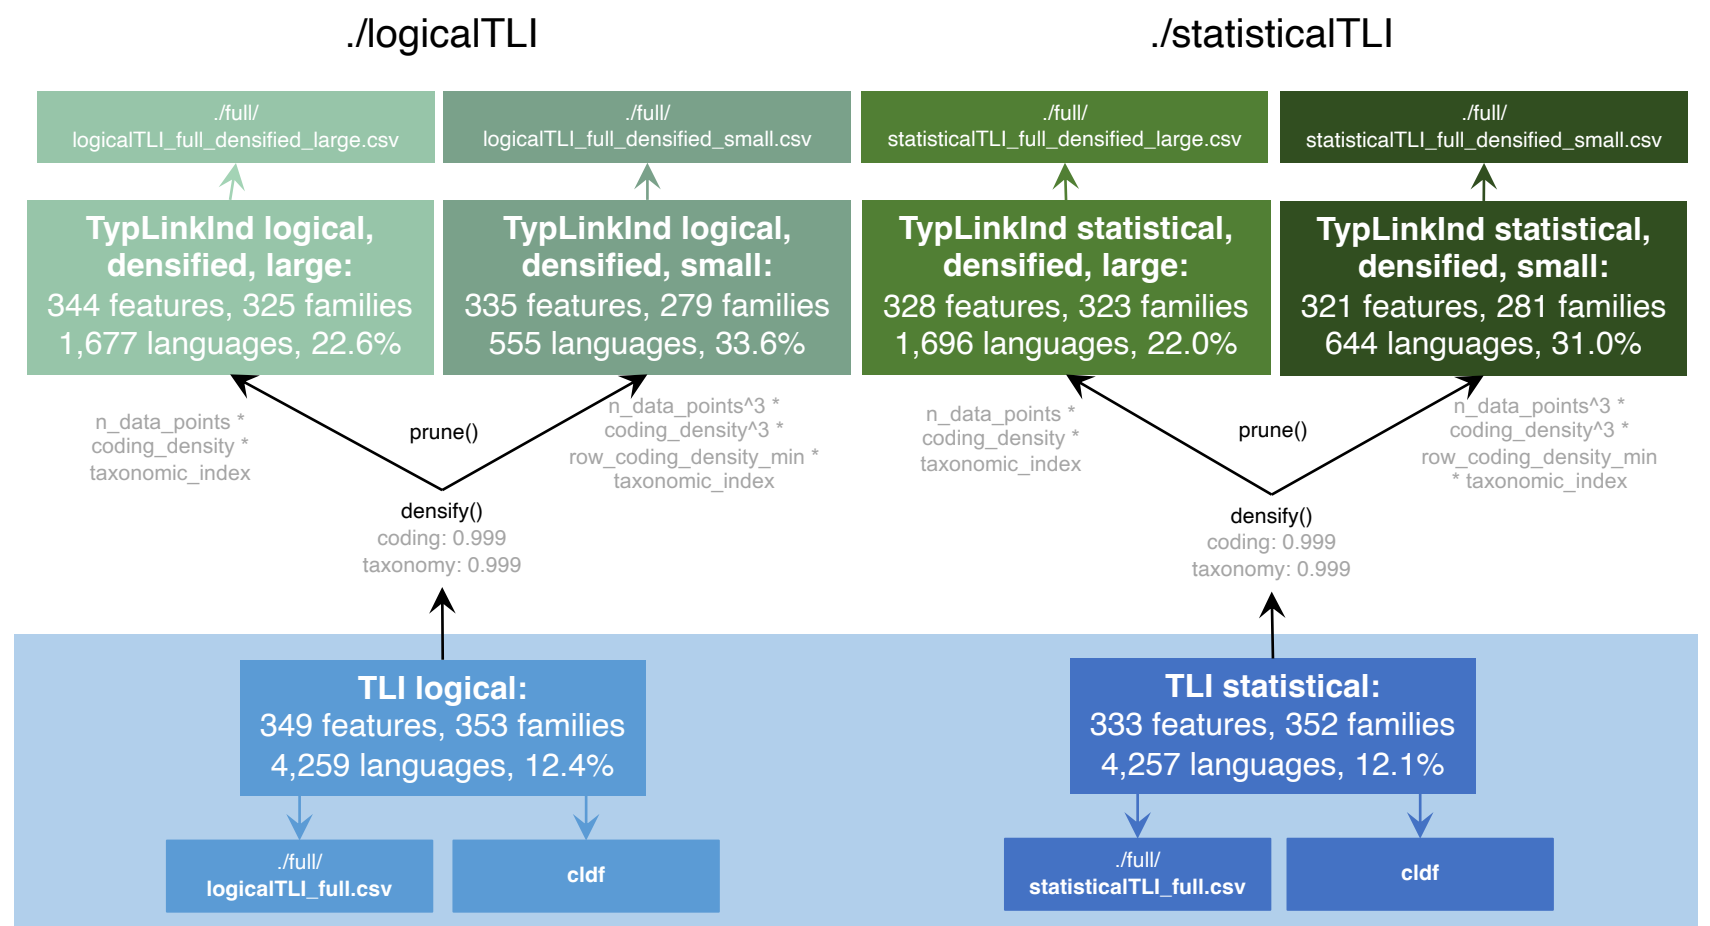 ./logicalTLI
./statisticalTLI
./full/
logicalTLI_full_densified_large.csv
./full/
logicalTLI_full_densified_small.csv
./full/
statisticalTLI_full_densified_large.csv
./full/
statisticalTLI_full_densified_small.csv
TypLinkInd logical,
densified, large:
344 features, 325 families
1,677 languages, 22.6%
TypLinkInd logical,
densified, small:
335 features, 279 families
555 languages, 33.6%
TypLinkInd statistical,
densified, large:
328 features, 323 families
1,696 languages, 22.0%
TypLinkInd statistical,
densified, small:
321 features, 281 families
644 languages, 31.0%
n_data_points *
coding_density *
taxonomic_index
prune()
n_data_points^3 *
coding_density^3 *
row_coding_density_min *
taxonomic_index
n_data_points *
coding_density *
taxonomic_index
prune()
n_data_points^3 *
coding_density^3 *
row_coding_density_min
* taxonomic_index
densify()
coding: 0.999
taxonomy: 0.999
densify()
coding: 0.999
taxonomy: 0.999
TLI logical:
349 features, 353 families
4,259 languages, 12.4%
TLI statistical:
333 features, 352 families
4,257 languages, 12.1%
./full/
logicalTLI_full.csv
cldf
./full/
statisticalTLI_full.csv
cldf